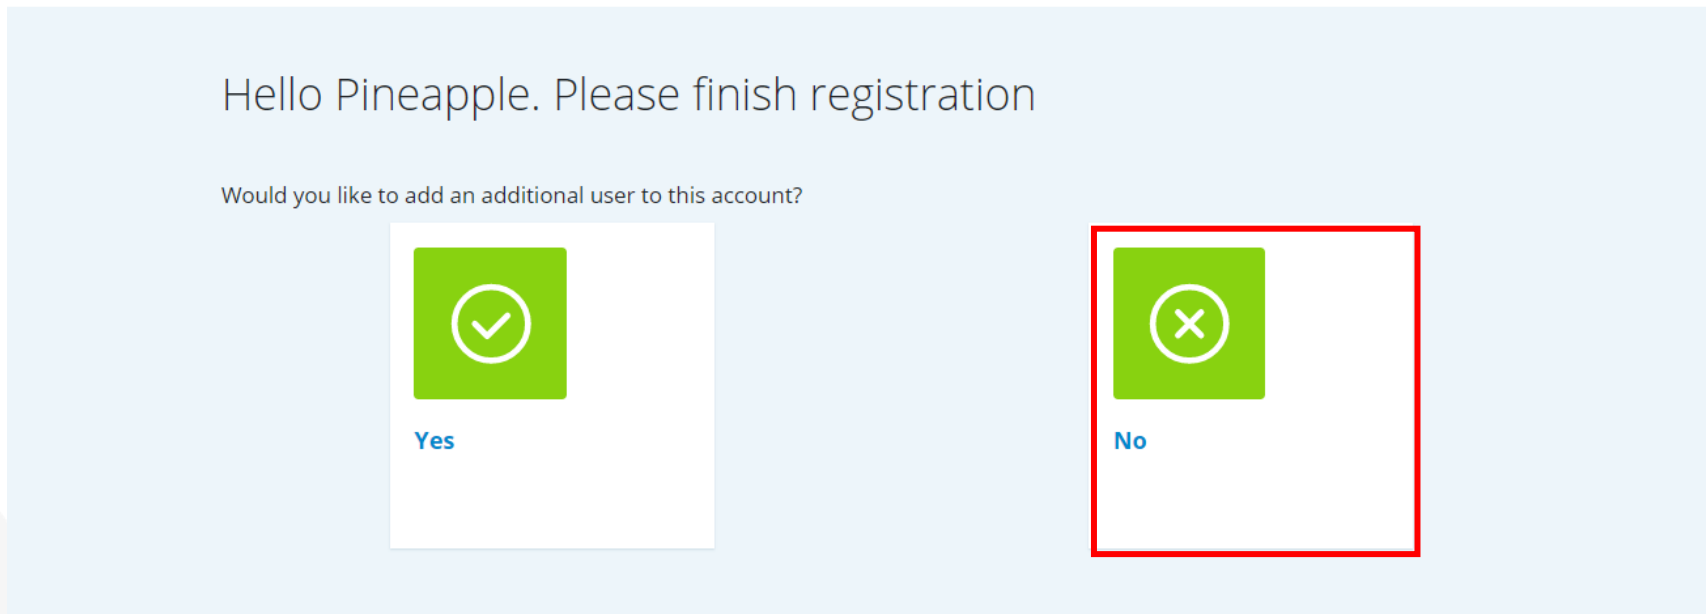 Hello Pineapple. Please finish registration
Would you like to add an additional user to this account?
Yes
No